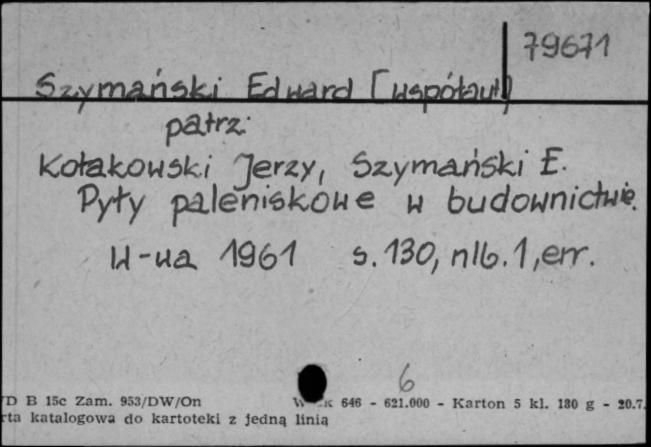 79671
Szymański Edward [współaut]
patrz:
Kołakowski Jerzy, Szymański E.
Pyły paleniskowe w budownictwie.
W-wa 1961 s. 130, nlb. 1, err.
6
D B 15c Zam. 953/DW/On 646 - 621.000 - Karton 5 kl. 180 g - 20.7.
rta katalogowa do kartoteki z jedną linią